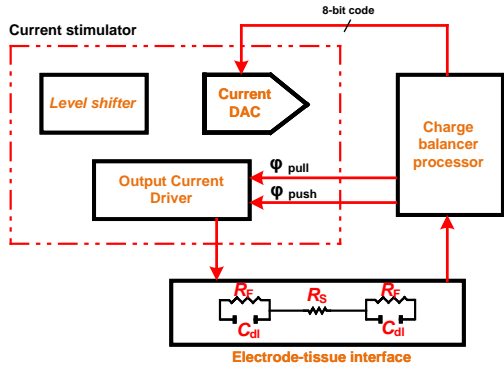 8-bit code
Current stimulator
Level shifter
Current
DAC
Charge
balancer
processor
φ pull
φ push
Output Current
Driver
RF
RS
RF
Cdl
Cdl
Electrode-tissue interface